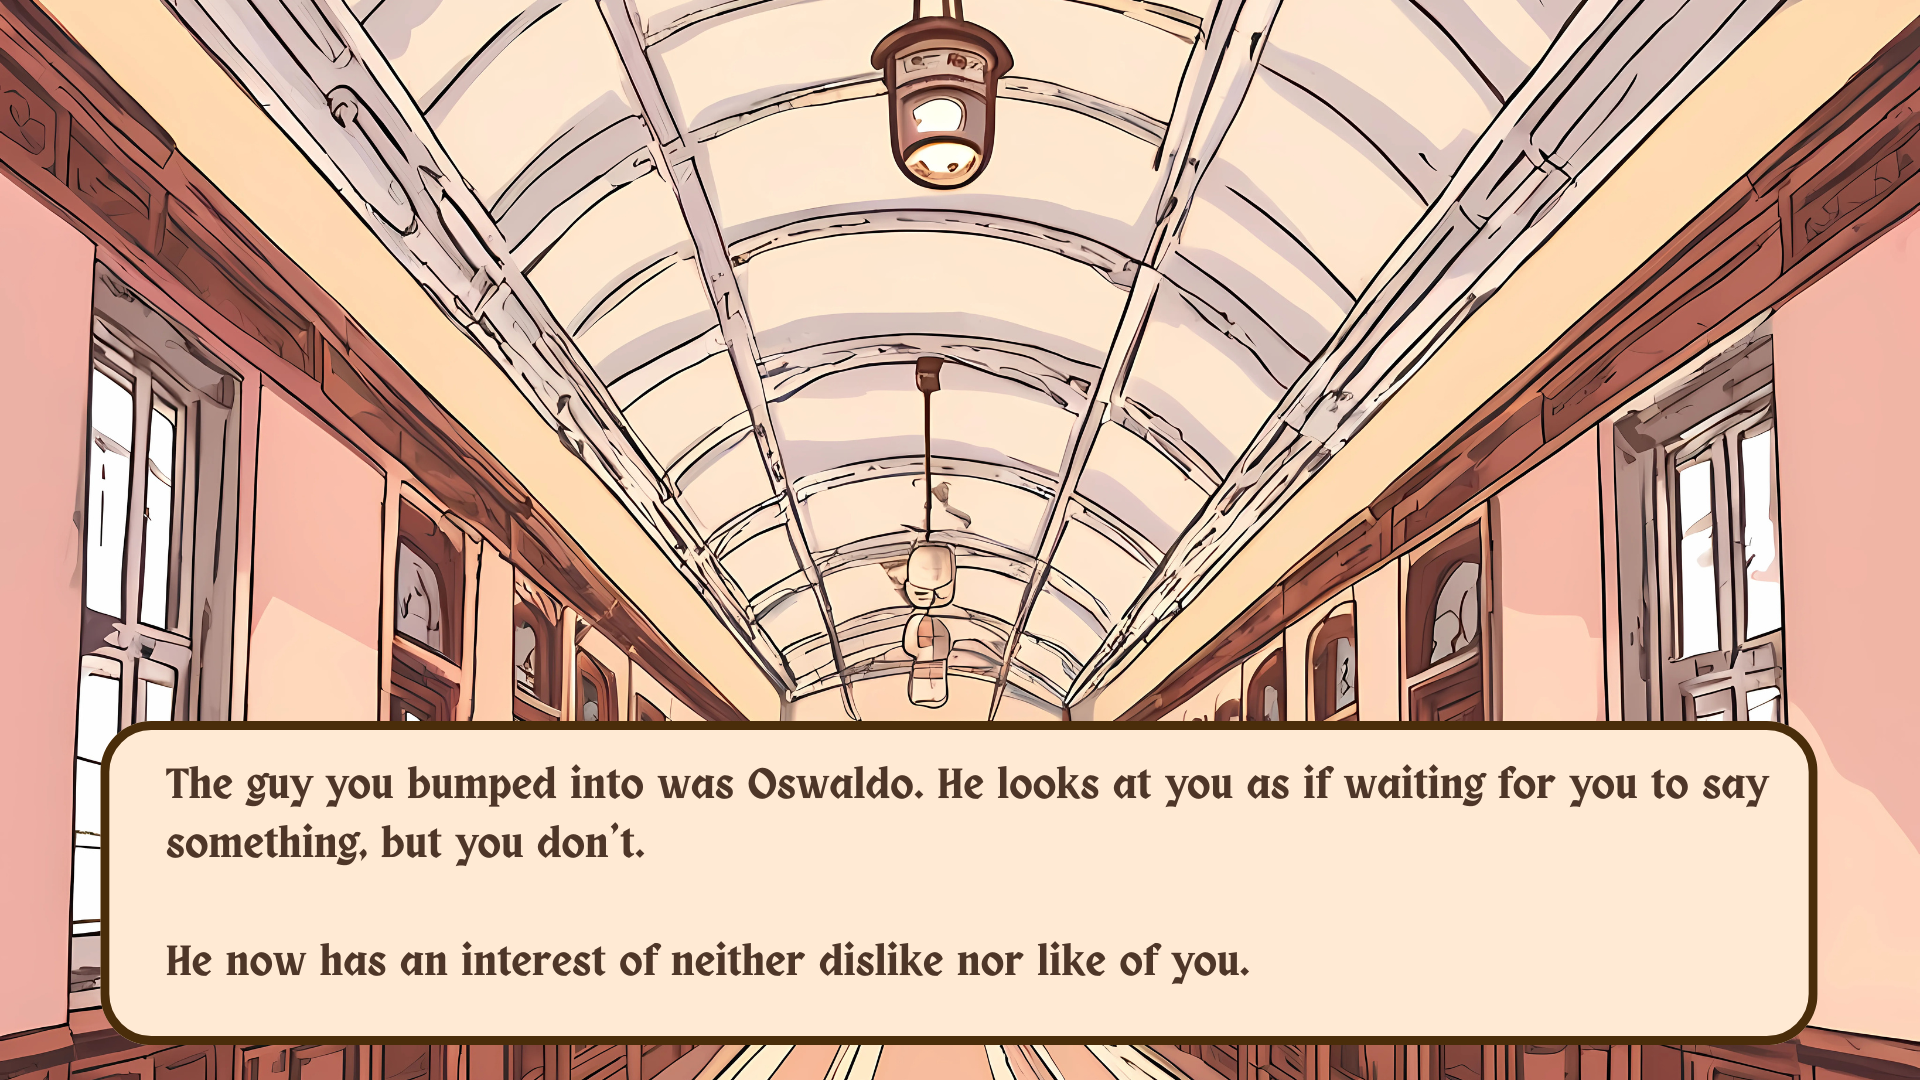 The guy you bumped into was Oswaldo. He looks at you as if waiting for you to say
something, but you don't.
He now has an interest of neither dislike nor like of you.